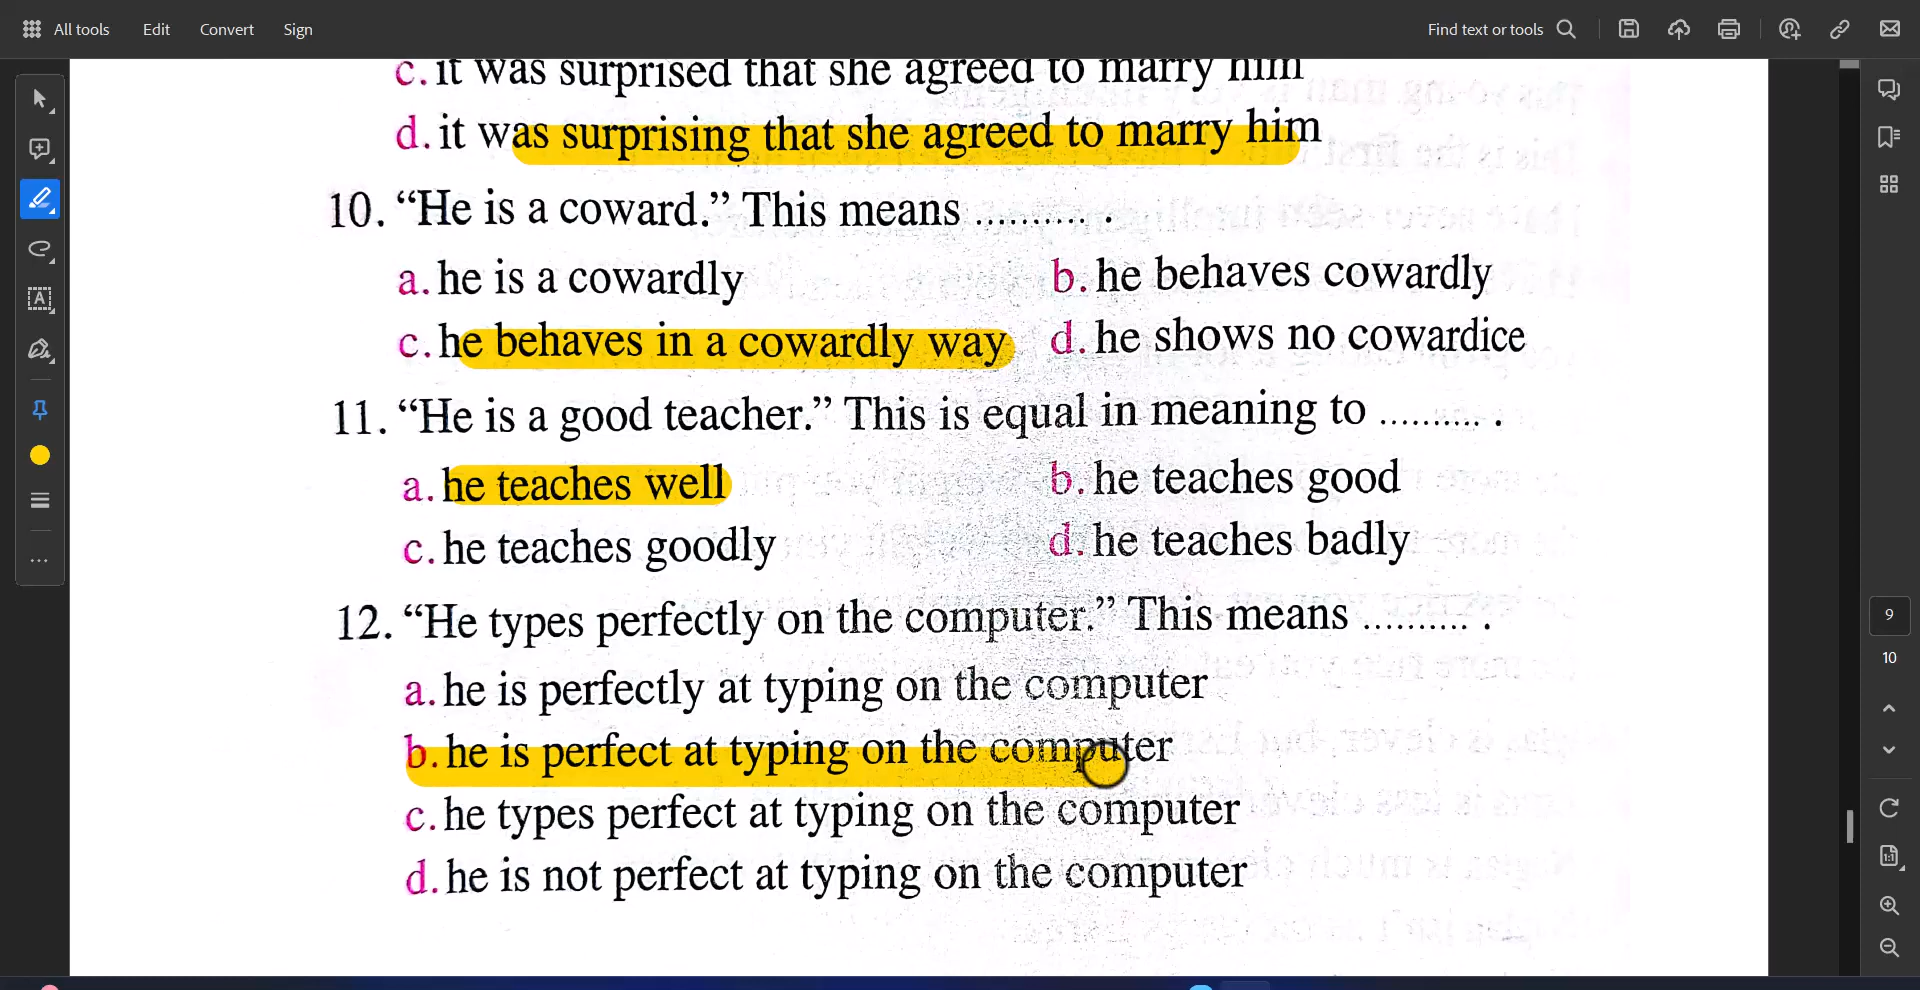 All tools Edit Convert Sign Find text or tools
c. it was surprised that she agreed to marry him
d. it was surprising that she agreed to marry him
10. “He is a coward.” This means ........... .
a. he is a cowardly b. he behaves cowardly
c. he behaves in a cowardly way d. he shows no cowardice
11. “He is a good teacher.” This is equal in meaning to .......... .
a. he teaches well b. he teaches good
c. he teaches goodly d. he teaches badly
12. “He types perfectly on the computer.” This means .......... .
9
a. he is perfectly at typing on the computer
10
b. he is perfect at typing on the computer
c. he types perfect at typing on the computer
d. he is not perfect at typing on the computer